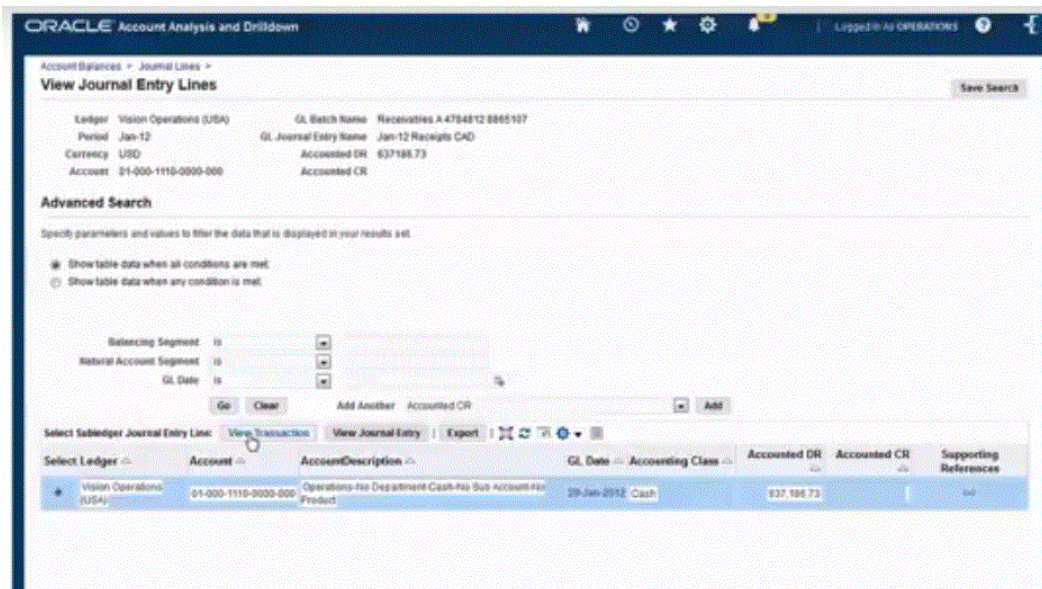 ORACLE Account Analysis and Drilldown
Logged In As OPERATIONS ?
Account Balances > Journal Lines >
View Journal Entry Lines
Save Search
Ledger Vision Operations (USA) GL Batch Name Receivables A 4784812 8865107
Period Jan-12 GL Journal Entry Name Jan-12 Receipts CAD
Currency USD Accounted DR 637186.73
Account 01-000-1110-0000-000 Accounted CR
Advanced Search
Specify parameters and values to filter the data that is displayed in your results set.
Show table data when all conditions are met.
Show table data when any condition is met.
Balancing Segment is
Natural Account Segment is
GL Date is
Go Clear Add Another Accounted CR Add
Select Subledger Journal Entry Line: View Transaction View Journal Entry | Export |
Select Ledger Account AccountDescription GL Date Accounting Class Accounted DR Accounted CR Supporting References
Vision Operations (USA) 01-000-1110-0000-000 Operations-No Department-Cash-No Sub Account-No Product 29-Jan-2012 Cash 637,186.73